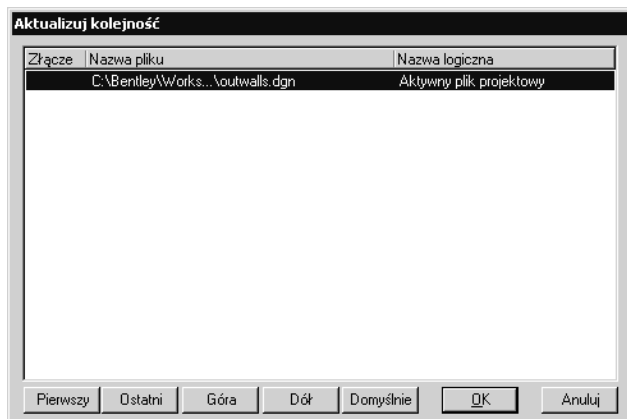 Aktualizuj kolejność
Złącze Nazwa pliku Nazwa logiczna
C:\Bentley\Works...\outwalls.dgn Aktywny plik projektowy
Pierwszy Ostatni Góra Dół Domyślnie OK Anuluj